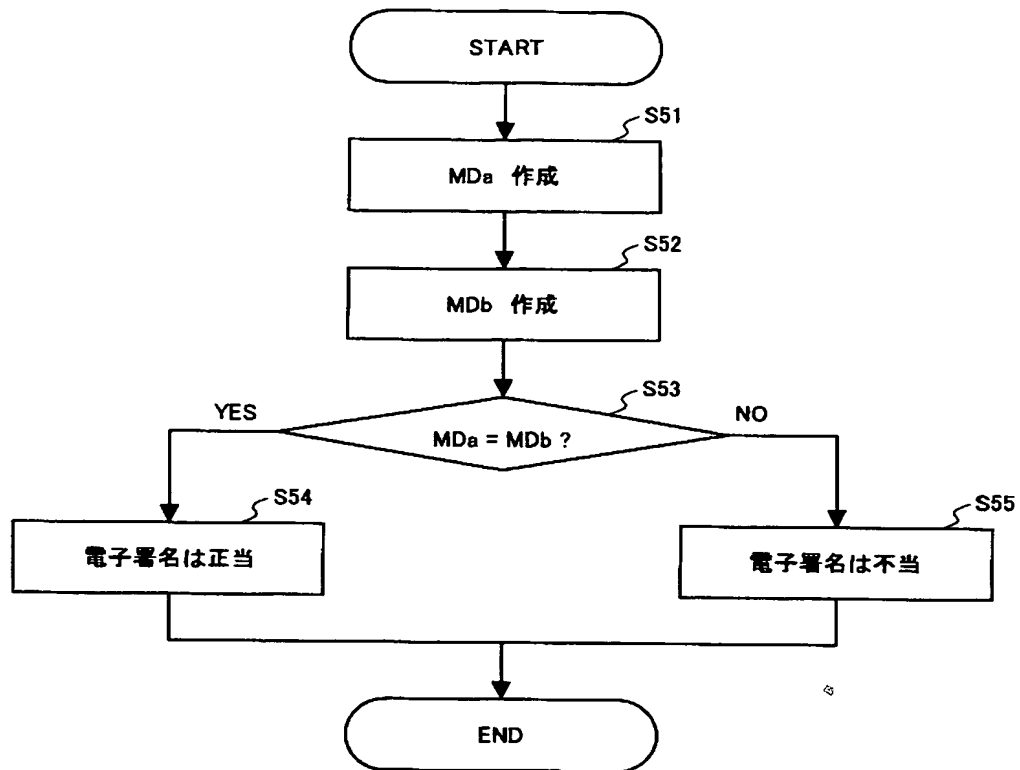 START
S51
MDa 作成
S52
MDb 作成
S53
YES
NO
MDa = MDb ?
S54
S55
電子署名は正当
電子署名は不当
END